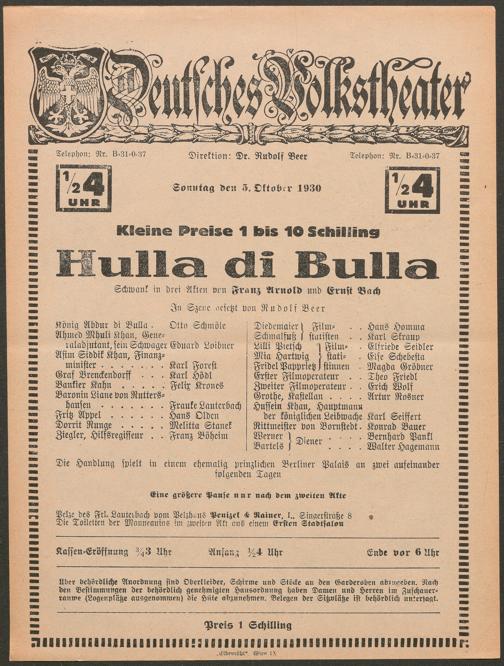 Deutsches Volkstheater
Telephon: Nr. B-31-0-37 Direktion: Dr. Rudolf Beer Telephon: Nr. B-31-0-37
1/2 4 UHR Sonntag den 5. Oktober 1930 1/2 4 UHR
Kleine Preise 1 bis 10 Schilling
Hulla di Bulla
Schwank in drei Akten von Franz Arnold und Ernst Bach
In Szene gesetzt von Rudolf Beer
König Abdur di Bulla . Otto Schmöle
Ahmed Mhuli Khan, Gene-
raladjutant, sein Schwager Eduard Loibner
Asim Siddik Khan, Finanz-
minister . . . . . Karl Forest
Graf Brenckendorff . . . Karl Hödl
Bankier Kahn . . . . Felix Krones
Baronin Liane von Rutters-
hausen . . . . . Frauke Lauterbach
Fritz Appel . . . . . Hans Olden
Dorrit Runge . . . . Melitta Stanek
Ziegler, Hilfsregisseur . . Franz Böheim
Diedemaier } Film- . . Hans Homma
Schmalfuß } statisten . . Karl Straup
Lilli Pietsch } Film- . Elfriede Seidler
Mia Hartwig } stati- . . Else Schebesta
Fridel Pappritz } stinnen . Magda Gröbner
Erster Filmoperateur . . Theo Friedl
Zweiter Filmoperateur . Erich Wolf
Grothe, Kastellan . . . Artur Rosner
Hussein Khan, Hauptmann
der königlichen Leibwache Karl Seiffert
Rittmeister von Bornstedt . Konrad Bauer
Werner } Diener . . . Bernhard Pankl
Bartels } Walter Hagemann
Die Handlung spielt in einem ehemalig prinzlichen Berliner Palais an zwei aufeinander
folgenden Tagen
Eine größere Pause nur nach dem zweiten Akte
Pelze des Frl. Lauterbach vom Pelzhaus Penizek & Rainer, I., Singerstraße 8
Die Toiletten der Mannequins im zweiten Akt aus einem Ersten Stadtsalon
Kassen-Eröffnung 3/4 3 Uhr Anfang 1/2 4 Uhr Ende vor 6 Uhr
Über behördliche Anordnung sind Oberkleider, Schirme und Stöcke an den Garderoben abzugeben. Nach
den Bestimmungen der behördlich genehmigten Hausordnung haben Damen und Herren im Zuschauer-
raume (Logenplätze ausgenommen) die Hüte abzunehmen. Belegen der Sitzplätze ist behördlich untersagt.
Preis 1 Schilling
„Elbemühl“, Wien IX.